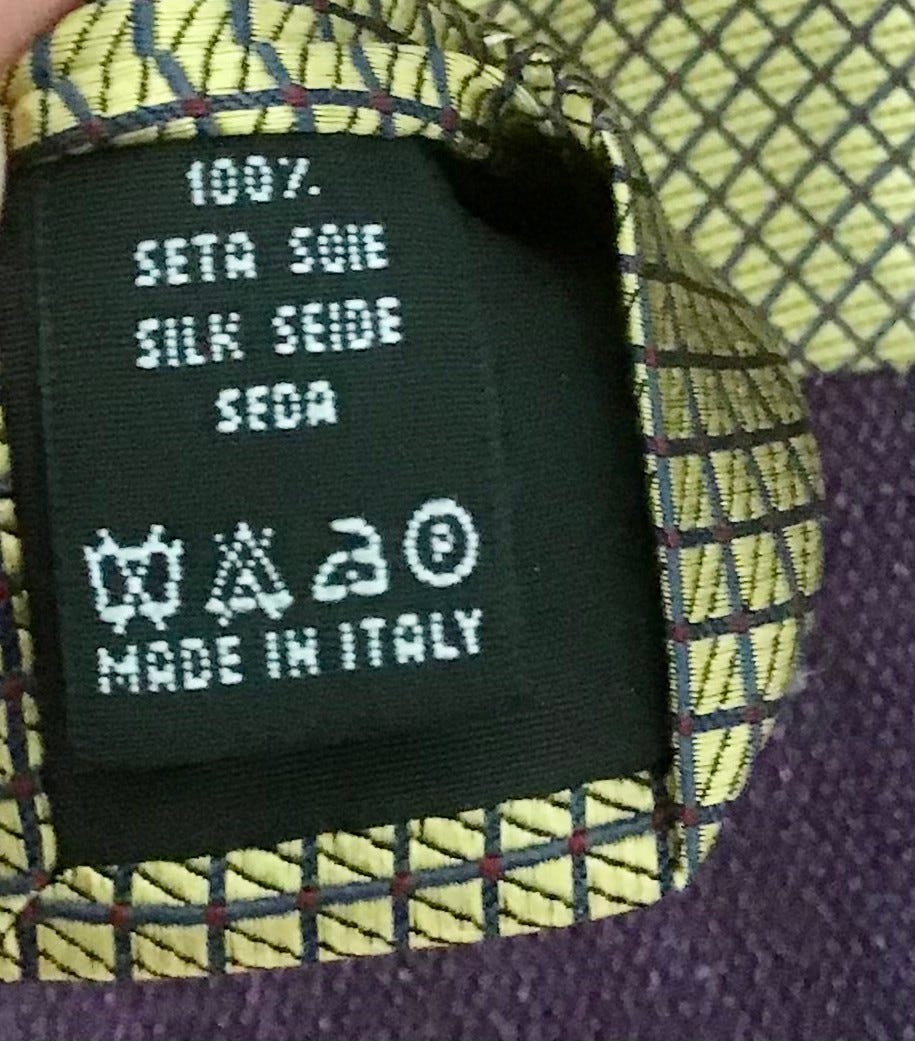 100%
SETA SOIE
SILK SEIDE
SEDA
P
MADE IN ITALY